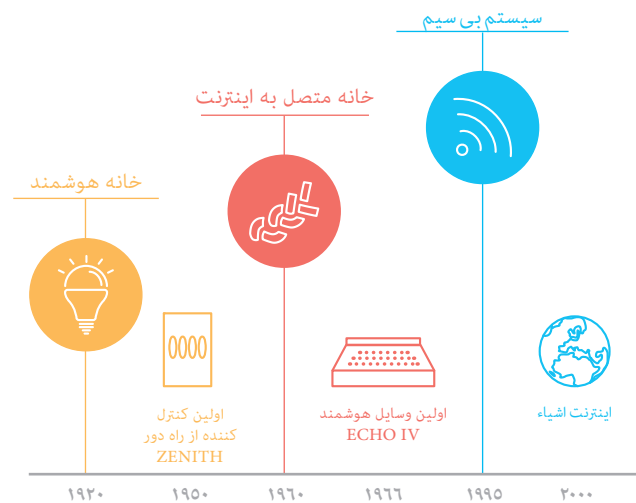 سیستم بی سیم
خانه متصل به اینترنت
خانه هوشمند
اولین کنترل
کننده از راه دور
ZENITH
اولین وسایل هوشمند
ECHO IV
اینترنت اشیاء
۱۹۲۰ ۱۹۵۰ ۱۹۶۰ ۱۹۶۶ ۱۹۹۵ ۲۰۰۰